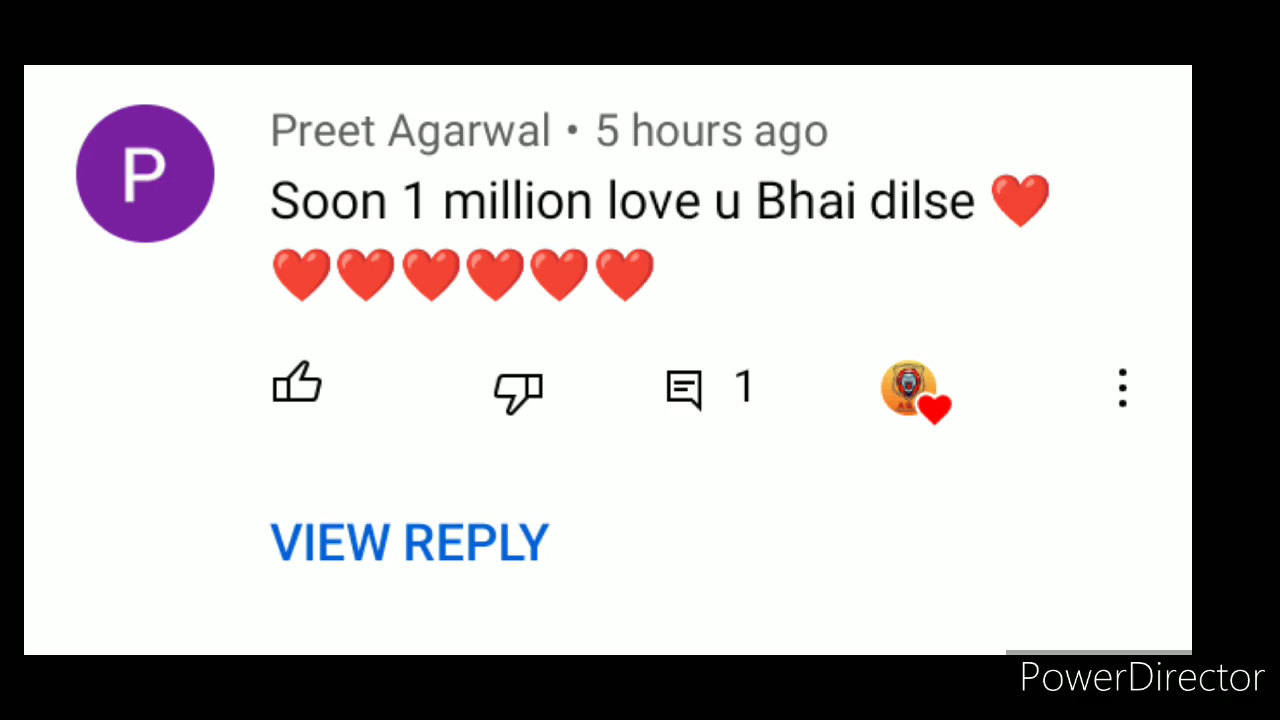 P
Preet Agarwal • 5 hours ago
Soon 1 million love u Bhai dilse ❤️
❤️❤️❤️❤️❤️❤️
1
VIEW REPLY
PowerDirector